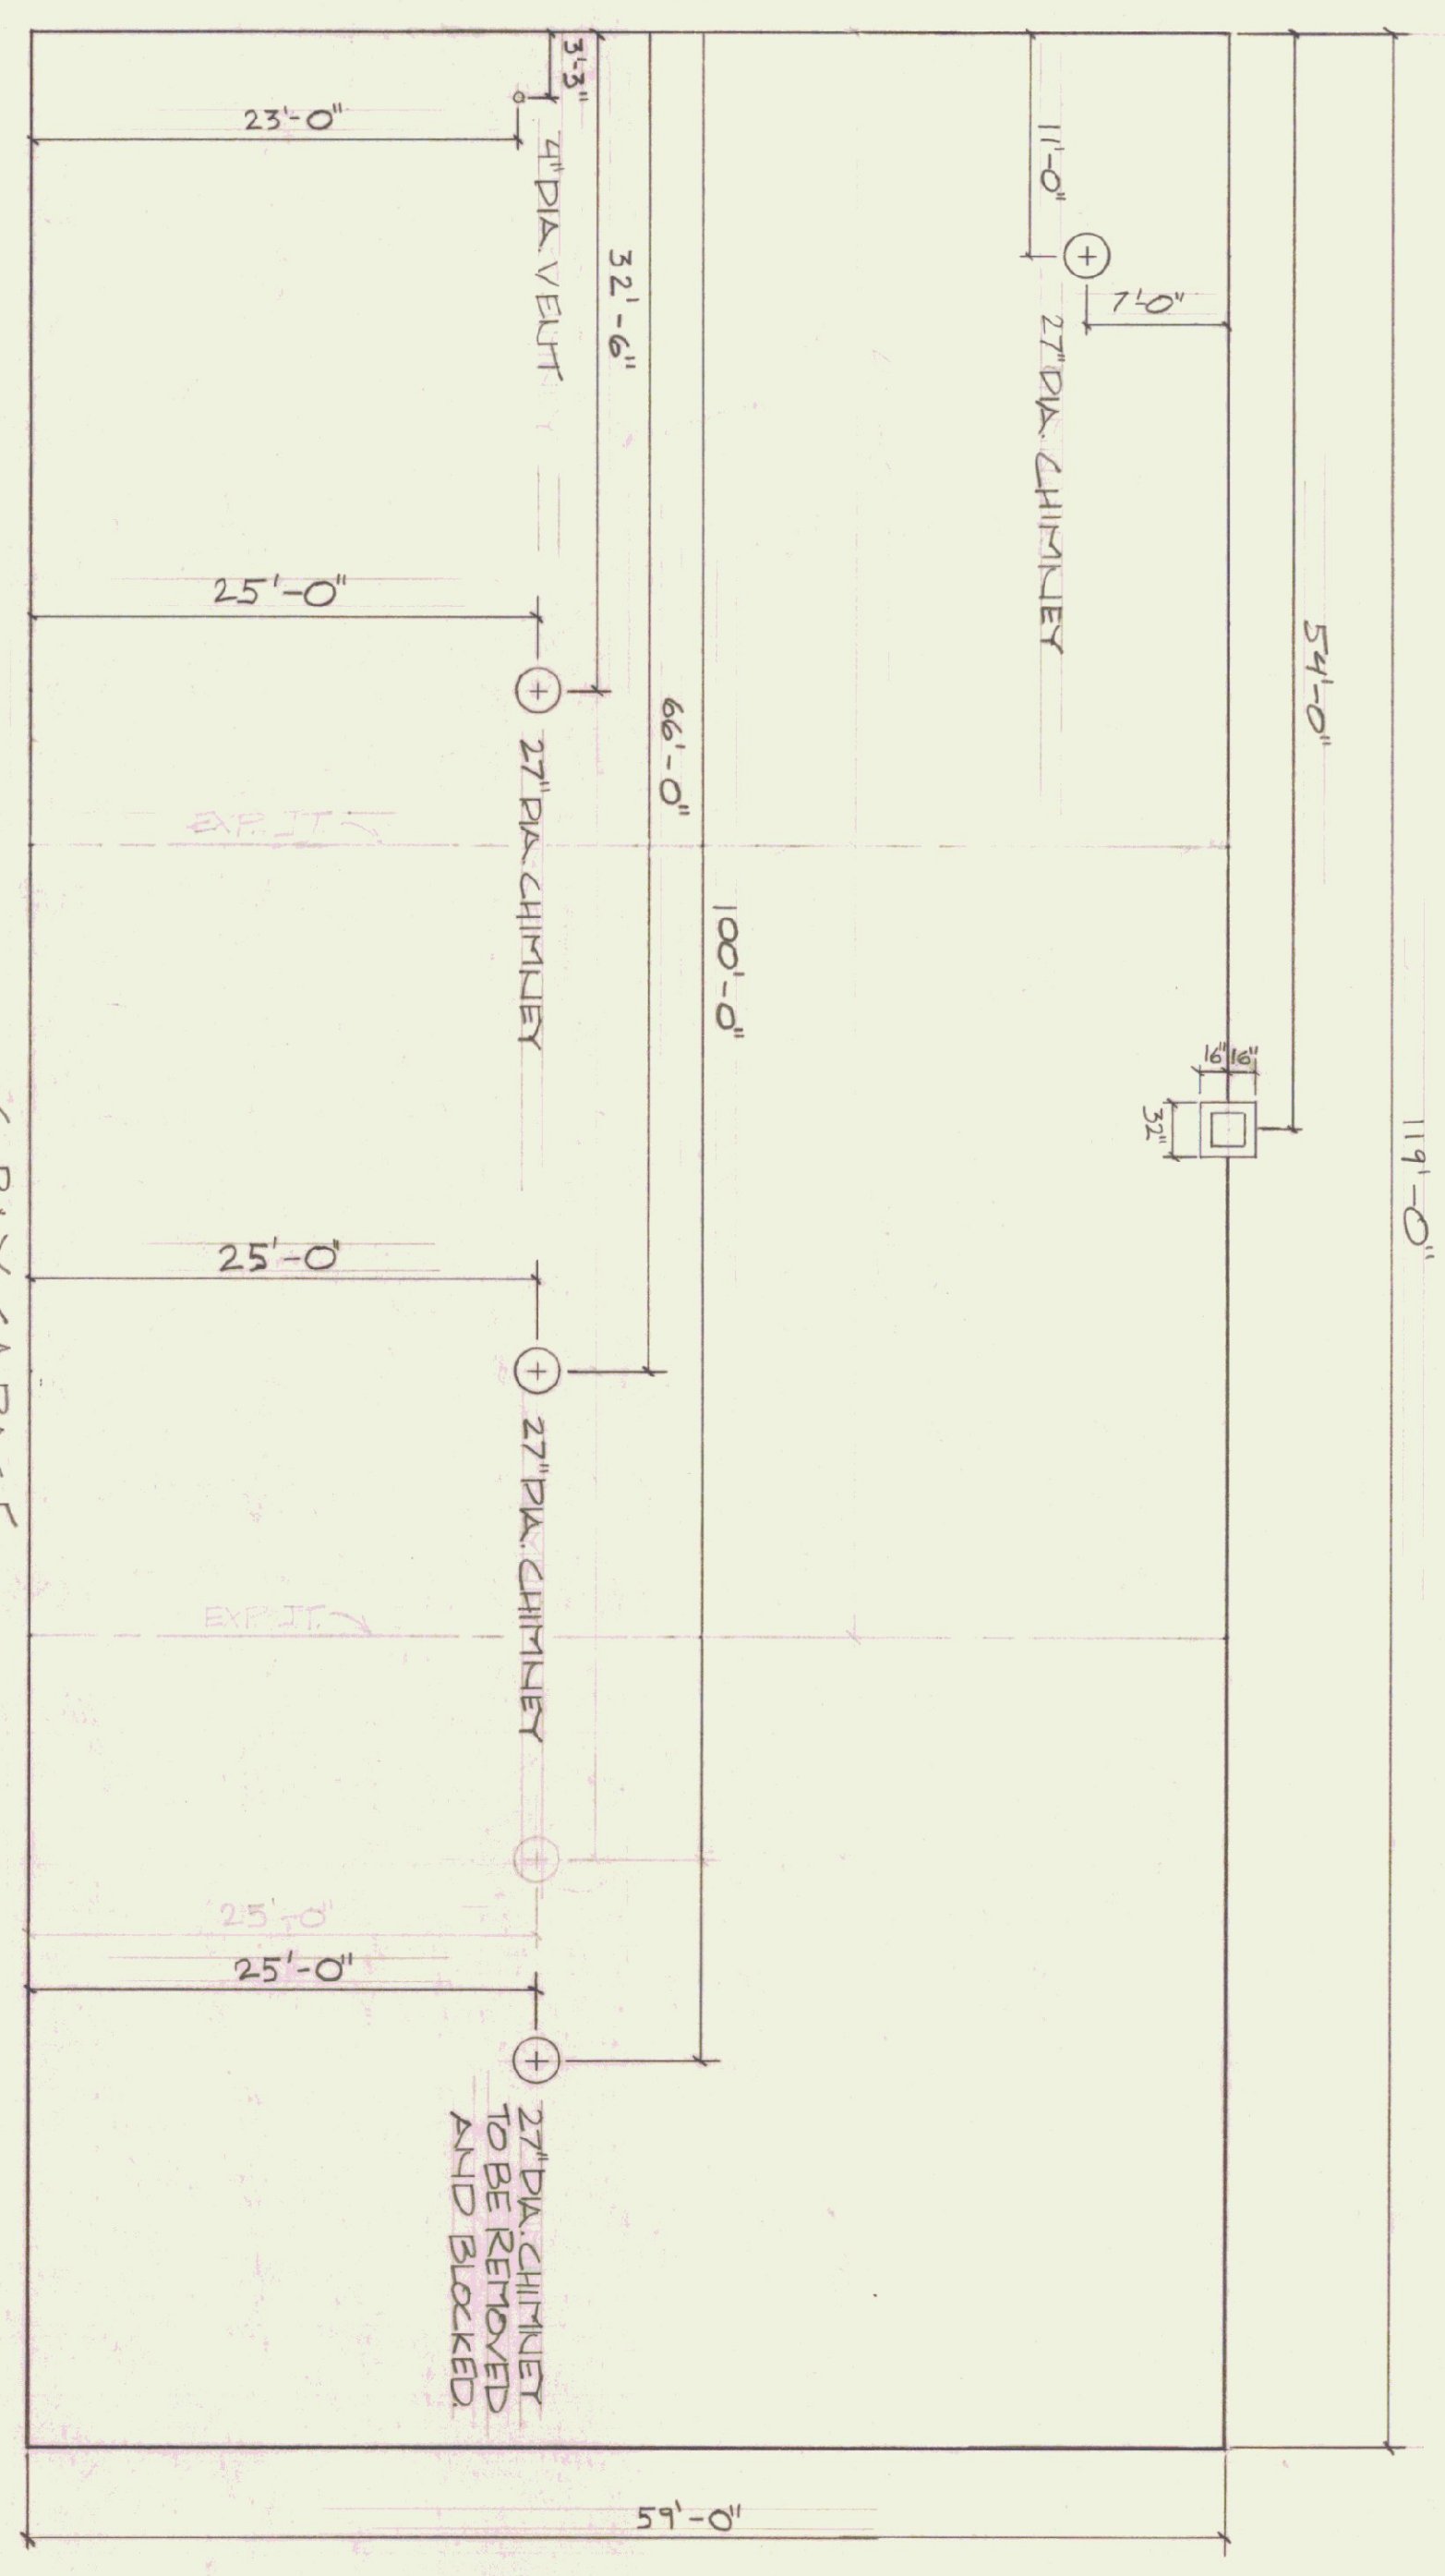 3'-3"
23'-0"
4" DIA. VENT
32'-6"
11'-0"
7'-0"
27" DIA. CHIMNEY
54'-0"
25'-0"
27" DIA. CHIMNEY
66'-0"
EXP. JT.
100'-0"
16" 16"
32"
119'-0"
25'-0"
27" DIA. CHIMNEY
EXP. JT.
25'-0"
25'-0"
27" DIA. CHIMNEY
TO BE REMOVED
AND BLOCKED.
59'-0"